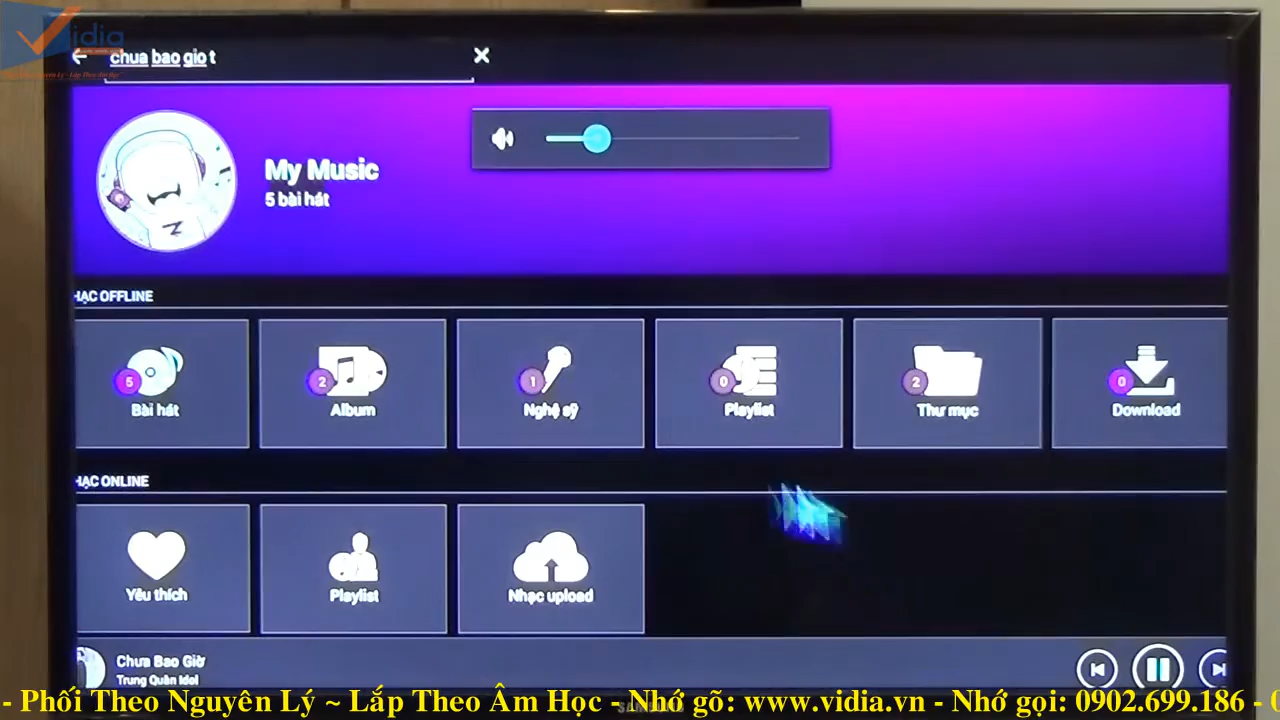 Vidia
chua bao gio t
My Music
5 bài hát
HẠC OFFLINE
5
Bài hát
2
Album
1
Nghệ sỹ
0
Playlist
2
Thư mục
0
Download
HẠC ONLINE
Yêu thích
Playlist
Nhạc upload
Chưa Bao Giờ
Trung Quân Idol
- Phối Theo Nguyên Lý ~ Lắp Theo Âm Học - Nhớ gõ: www.vidia.vn - Nhớ gọi: 0902.699.186 - 0